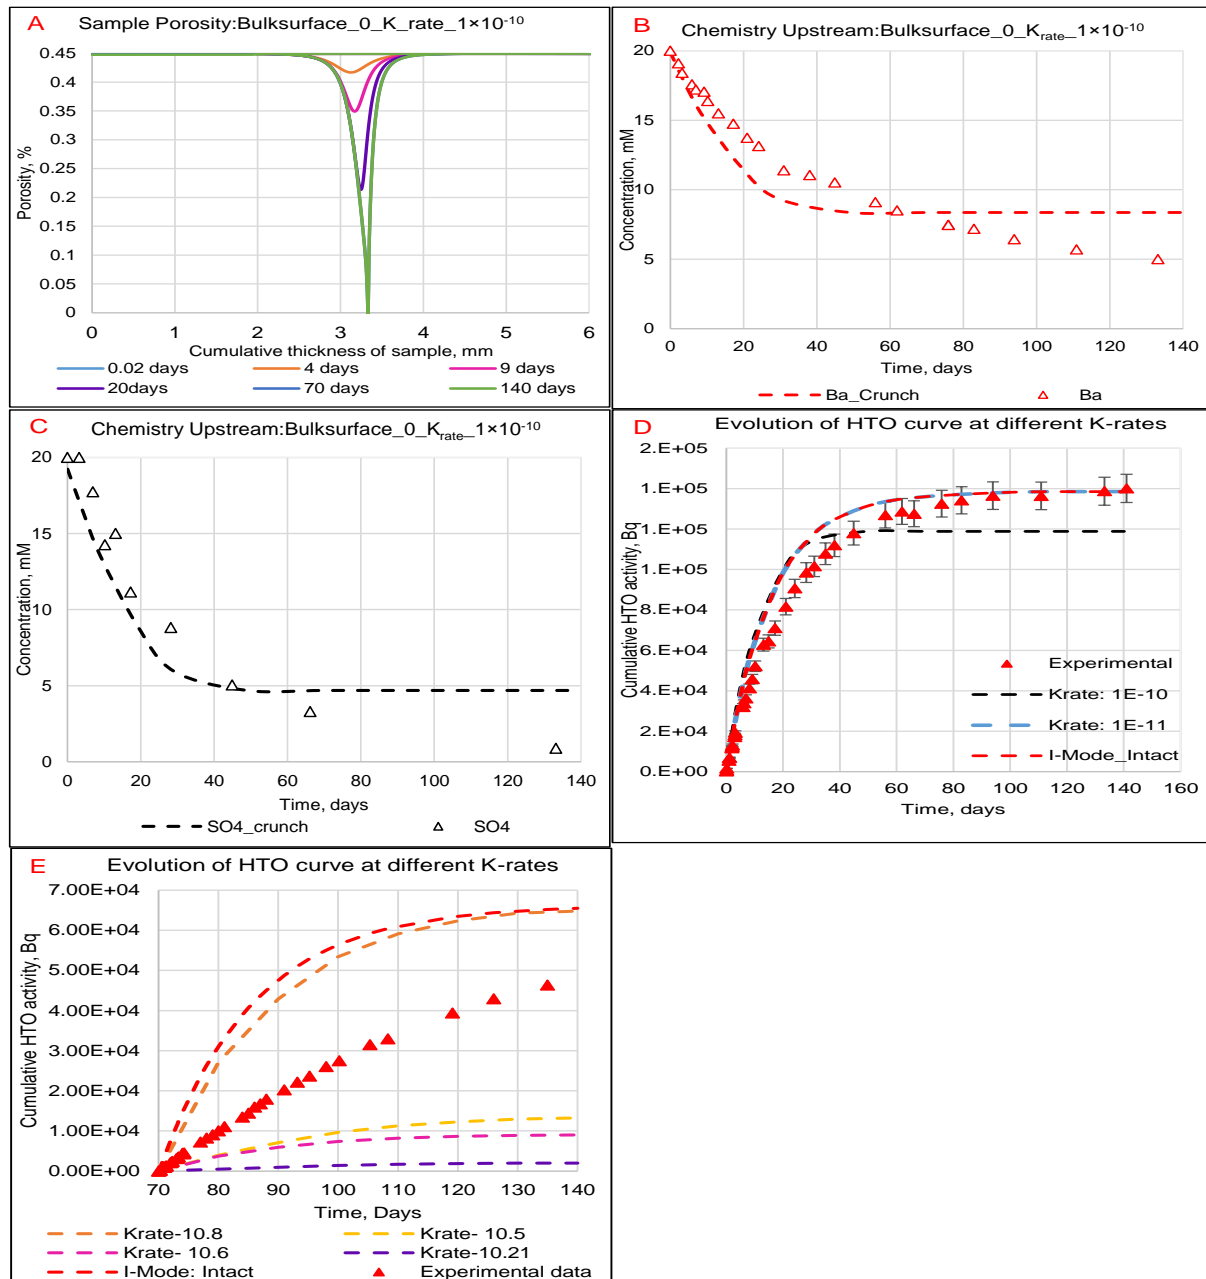 A
Sample Porosity:Bulksurface_0_K_rate_1×10-10
0.45
0.4
0.35
0.3
0.25
0.2
0.15
0.1
0.05
0
Porosity, %
0 1 2 3 4 5 6
Cumulative thickness of sample, mm
0.02 days 4 days 9 days
20days 70 days 140 days
B
Chemistry Upstream:Bulksurface_0_Krate_1×10-10
20
15
10
5
0
Concentration, mM
0 20 40 60 80 100 120 140
Time, days
Ba_Crunch Ba
C
Chemistry Upstream:Bulksurface_0_Krate_1×10-10
20
15
10
5
0
Concentration, mM
0 20 40 60 80 100 120 140
Time, days
SO4_crunch SO4
D
Evolution of HTO curve at different K-rates
2.E+05
1.E+05
1.E+05
1.E+05
8.E+04
6.E+04
4.E+04
2.E+04
0.E+00
Cumulative HTO activity, Bq
Experimental
Krate: 1E-10
Krate: 1E-11
I-Mode_Intact
0 20 40 60 80 100 120 140 160
Time, days
E
Evolution of HTO curve at different K-rates
7.00E+04
6.00E+04
5.00E+04
4.00E+04
3.00E+04
2.00E+04
1.00E+04
0.00E+00
Cumulative HTO activity, Bq
70 80 90 100 110 120 130 140
Time, Days
Krate-10.8 Krate- 10.5
Krate- 10.6 Krate-10.21
I-Mode: Intact Experimental data